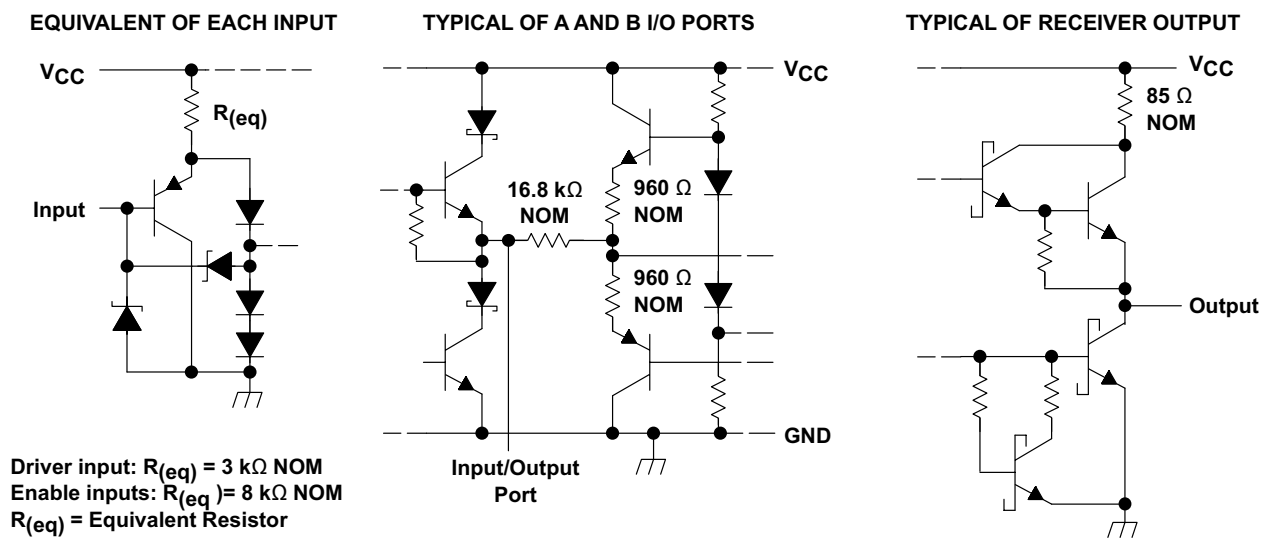 EQUIVALENT OF EACH INPUT
VCC
R(eq)
Input
Driver input: R(eq) = 3 kΩ NOM
Enable inputs: R(eq )= 8 kΩ NOM
R(eq) = Equivalent Resistor
TYPICAL OF A AND B I/O PORTS
VCC
16.8 kΩ
NOM
960 Ω
NOM
960 Ω
NOM
GND
Input/Output
Port
TYPICAL OF RECEIVER OUTPUT
VCC
85 Ω
NOM
Output